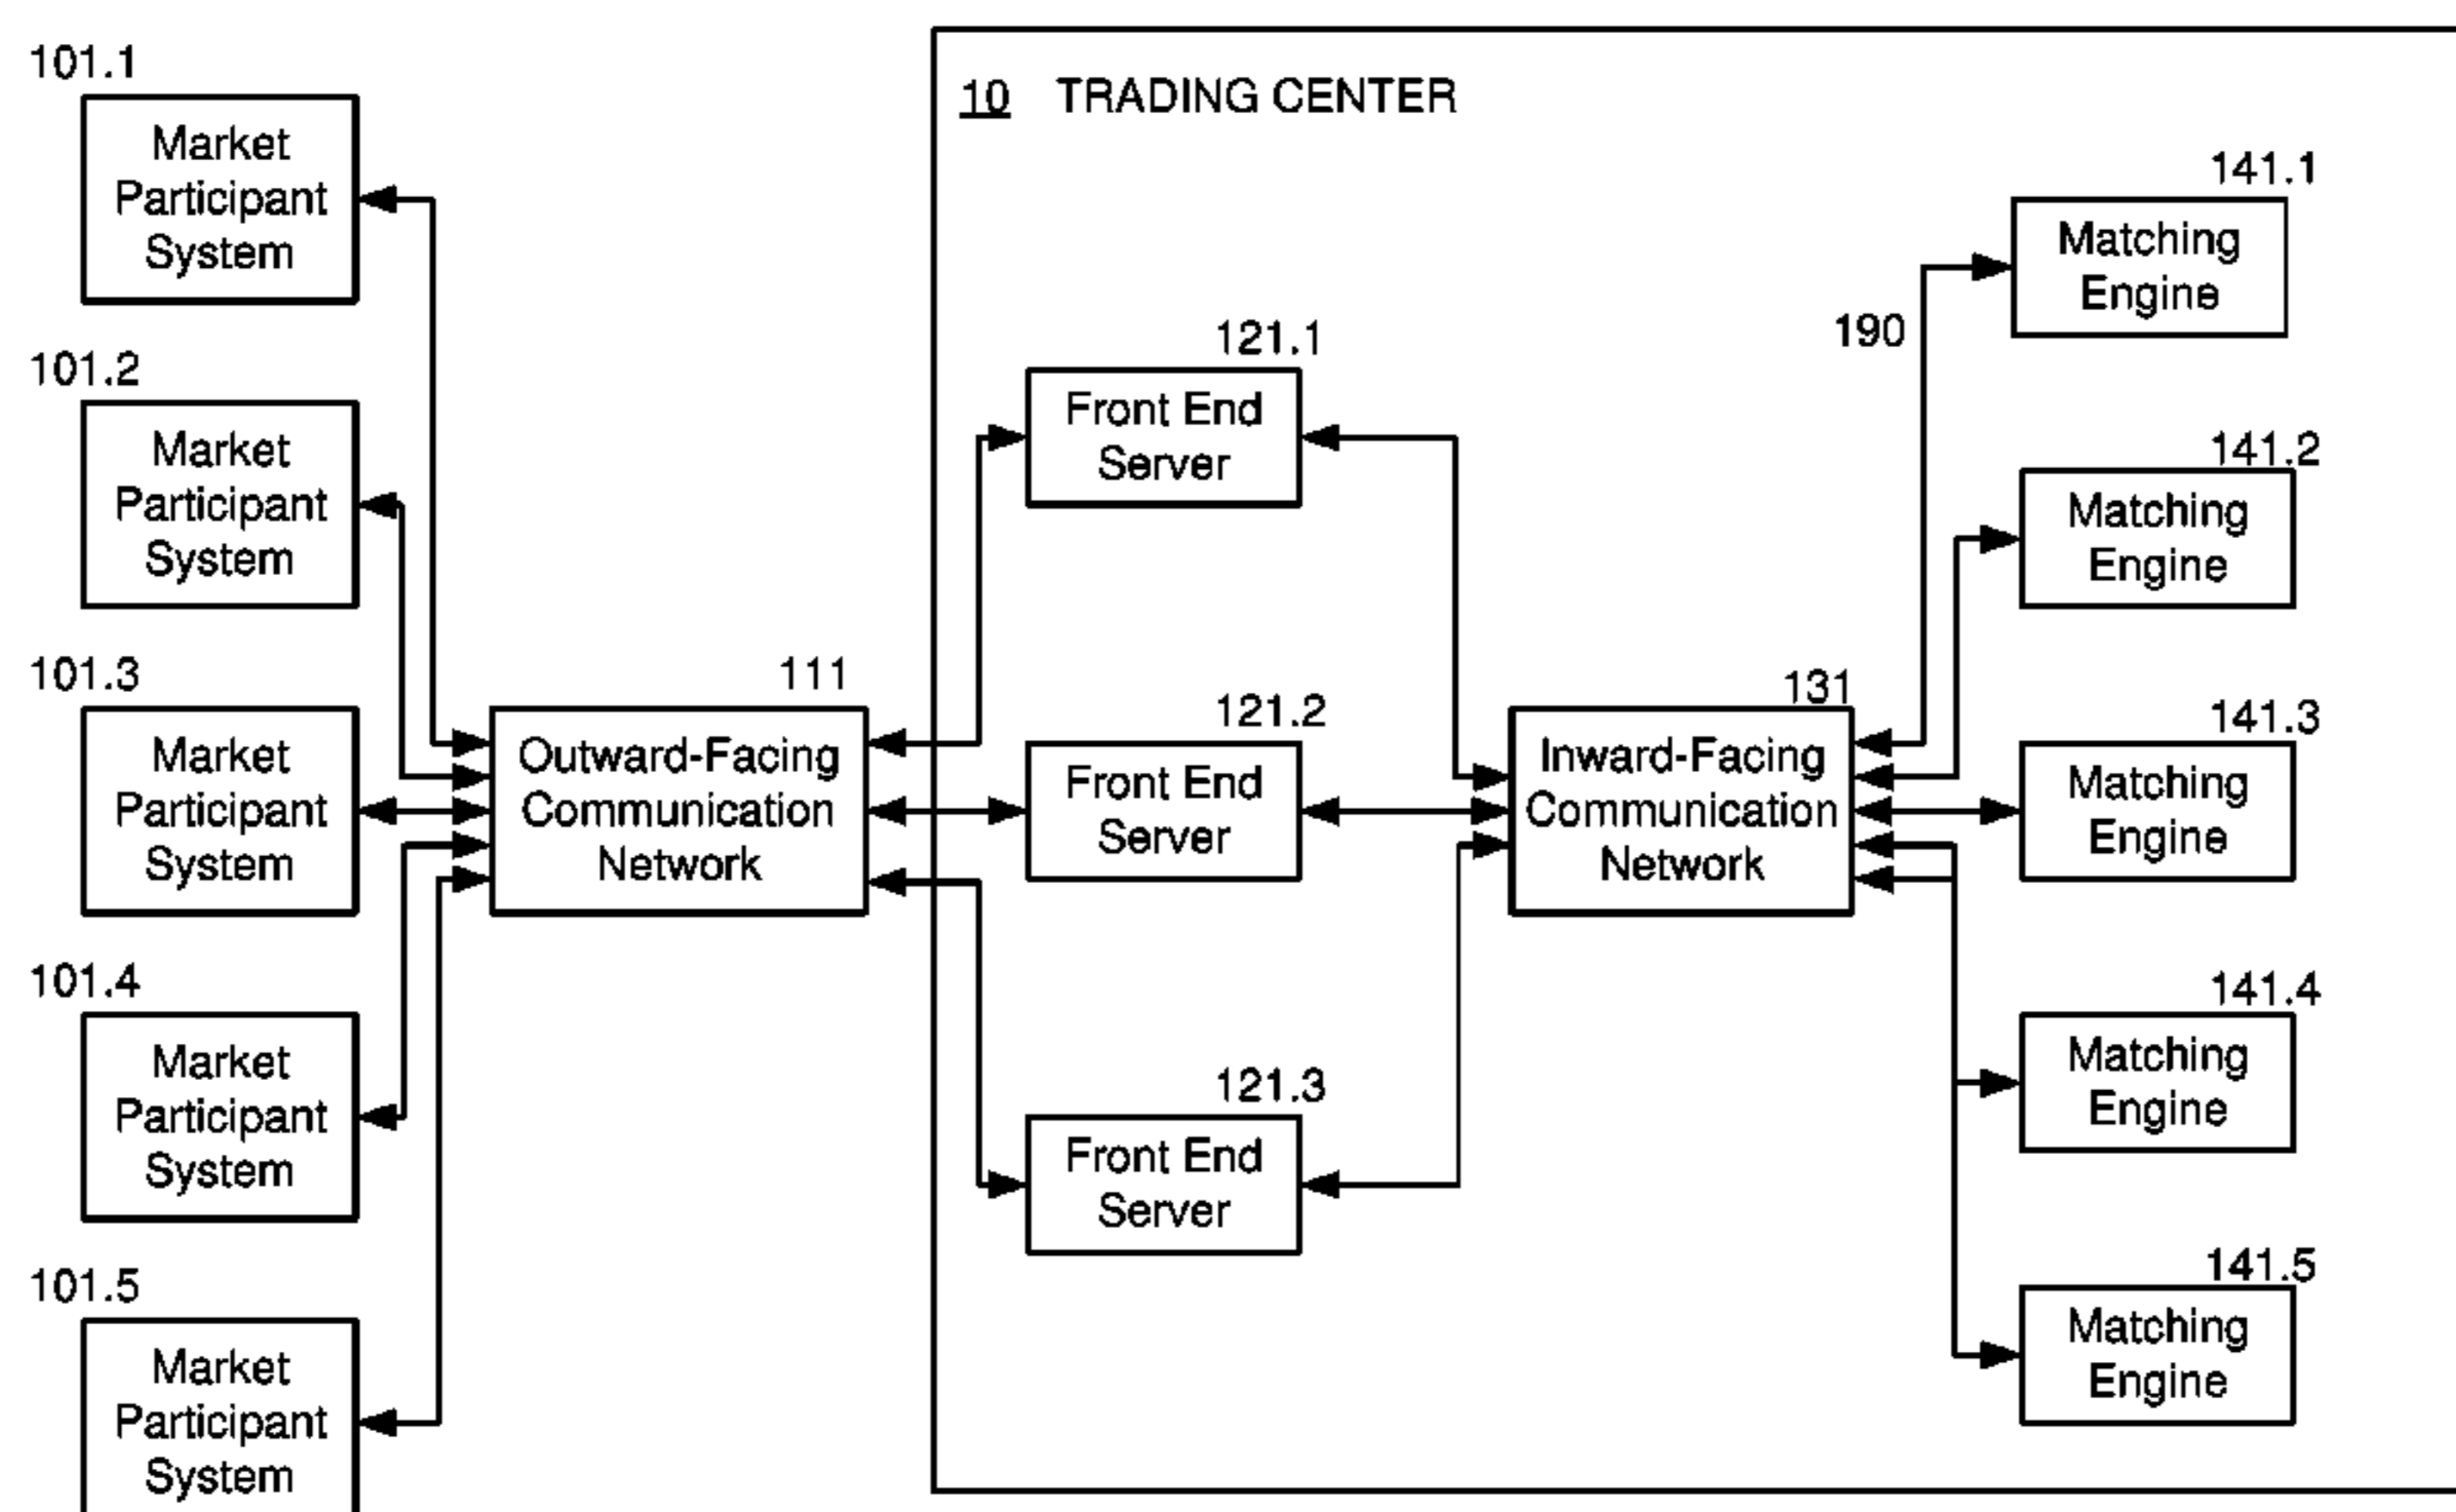 101.1
Market
Participant
System
101.2
Market
Participant
System
101.3
Market
Participant
System
101.4
Market
Participant
System
101.5
Market
Participant
System
111
Outward-Facing
Communication
Network
10 TRADING CENTER
121.1
Front End
Server
121.2
Front End
Server
121.3
Front End
Server
131
Inward-Facing
Communication
Network
190
141.1
Matching
Engine
141.2
Matching
Engine
141.3
Matching
Engine
141.4
Matching
Engine
141.5
Matching
Engine